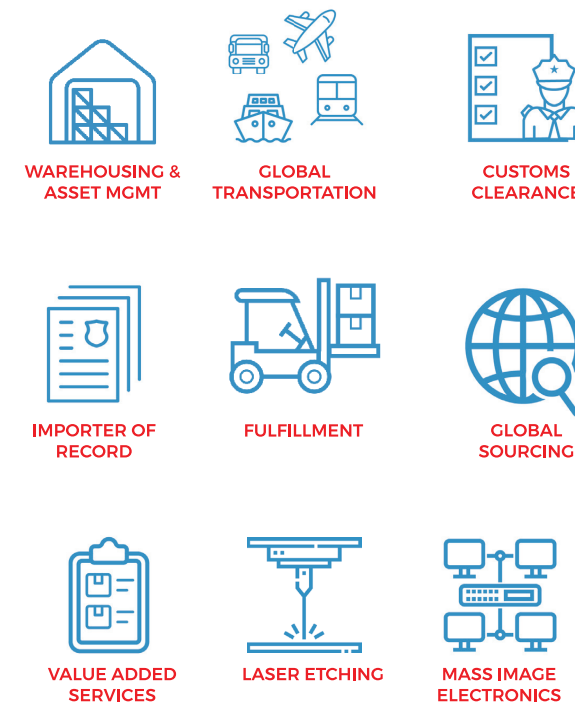 WAREHOUSING &
ASSET MGMT
GLOBAL
TRANSPORTATION
CUSTOMS
CLEARANCE
IMPORTER OF
RECORD
FULFILLMENT
GLOBAL
SOURCING
VALUE ADDED
SERVICES
LASER ETCHING
MASS IMAGE
ELECTRONICS